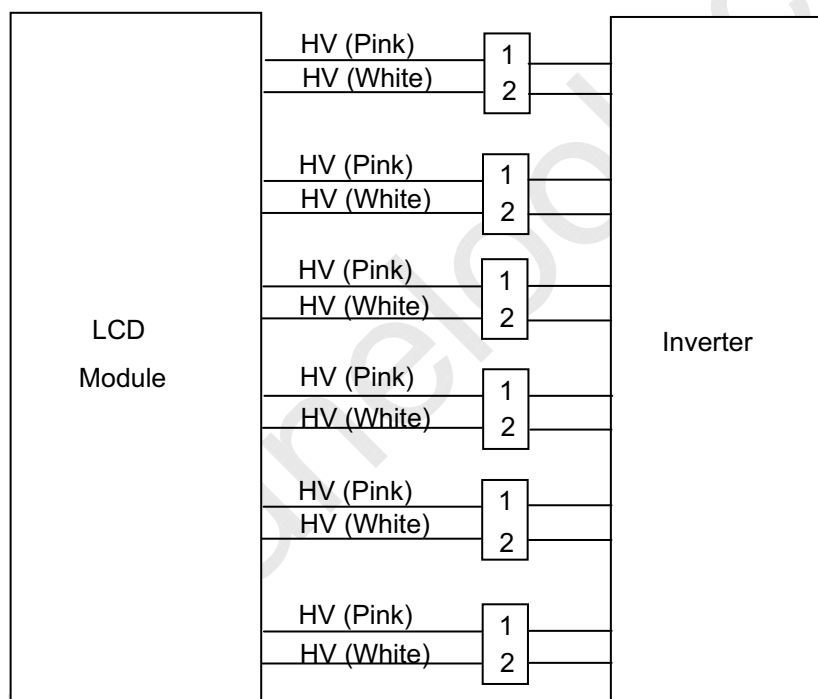 HV (Pink)
1
HV (White)
2
HV (Pink)
1
HV (White)
2
HV (Pink)
1
HV (White)
2
LCD
Module
Inverter
HV (Pink)
1
HV (White)
2
HV (Pink)
1
HV (White)
2
HV (Pink)
1
HV (White)
2